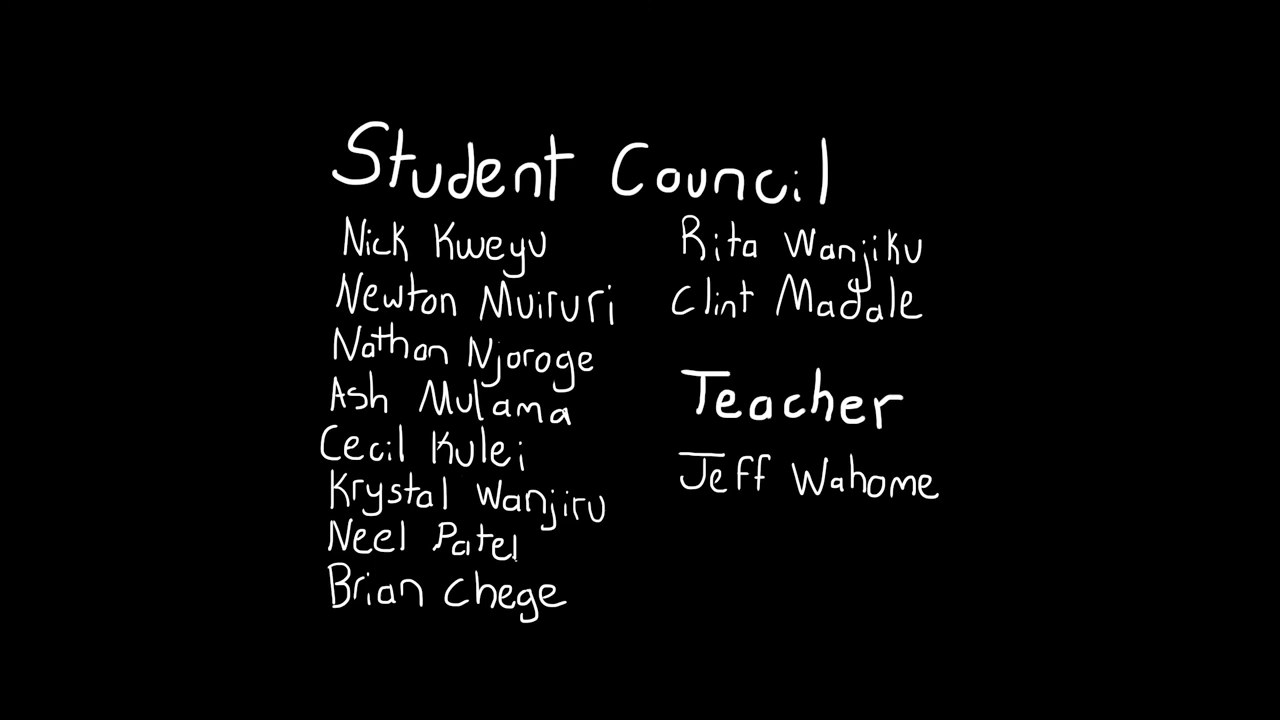 Student Council
Nick Kweyu
Newton Muiruri
Nathan Njoroge
Ash Mulama
Cecil Kulei
Krystal Wanjiru
Neel Patel
Brian Chege
Rita Wanjiku
Clint Madale
Teacher
Jeff Wahome